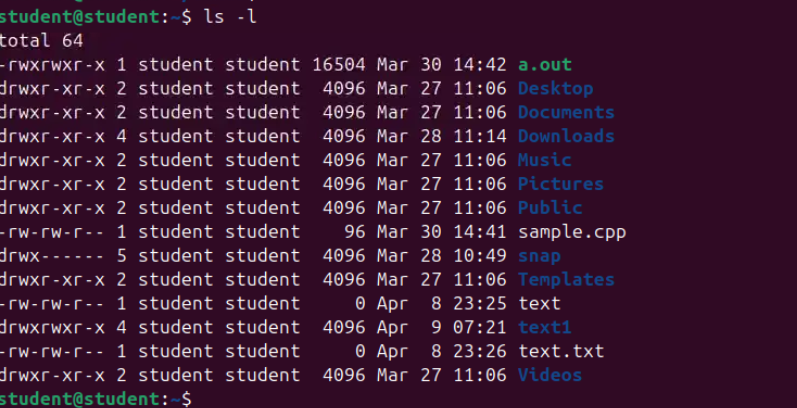 student@student:~$ ls -l
total 64
-rwxrwxr-x 1 student student 16504 Mar 30 14:42 a.out
drwxr-xr-x 2 student student  4096 Mar 27 11:06 Desktop
drwxr-xr-x 2 student student  4096 Mar 27 11:06 Documents
drwxr-xr-x 4 student student  4096 Mar 28 11:14 Downloads
drwxr-xr-x 2 student student  4096 Mar 27 11:06 Music
drwxr-xr-x 2 student student  4096 Mar 27 11:06 Pictures
drwxr-xr-x 2 student student  4096 Mar 27 11:06 Public
-rw-rw-r-- 1 student student    96 Mar 30 14:41 sample.cpp
drwx------ 5 student student  4096 Mar 28 10:49 snap
drwxr-xr-x 2 student student  4096 Mar 27 11:06 Templates
-rw-rw-r-- 1 student student     0 Apr  8 23:25 text
drwxrwxr-x 4 student student  4096 Apr  9 07:21 text1
-rw-rw-r-- 1 student student     0 Apr  8 23:26 text.txt
drwxr-xr-x 2 student student  4096 Mar 27 11:06 Videos
student@student:~$